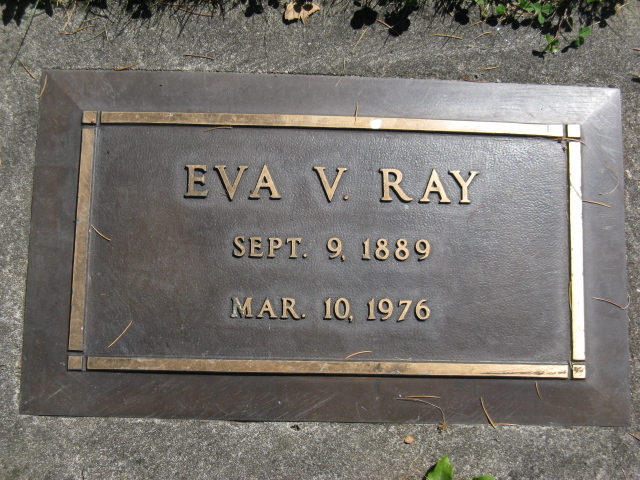 EVA V. RAY
SEPT. 9, 1889
MAR. 10, 1976